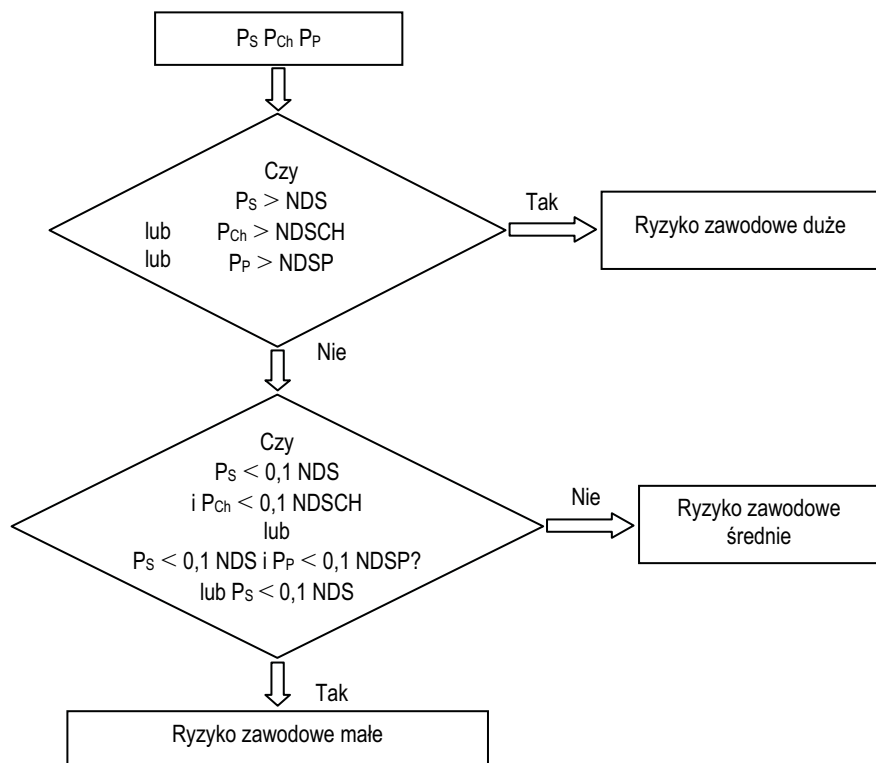 PS PCh PP
Czy
PS > NDS
lub PCh > NDSCH
lub PP > NDSP
Tak
Ryzyko zawodowe duże
Nie
Czy
PS < 0,1 NDS
i PCh < 0,1 NDSCH
lub
PS < 0,1 NDS i PP < 0,1 NDSP?
lub PS < 0,1 NDS
Nie
Ryzyko zawodowe
średnie
Tak
Ryzyko zawodowe małe